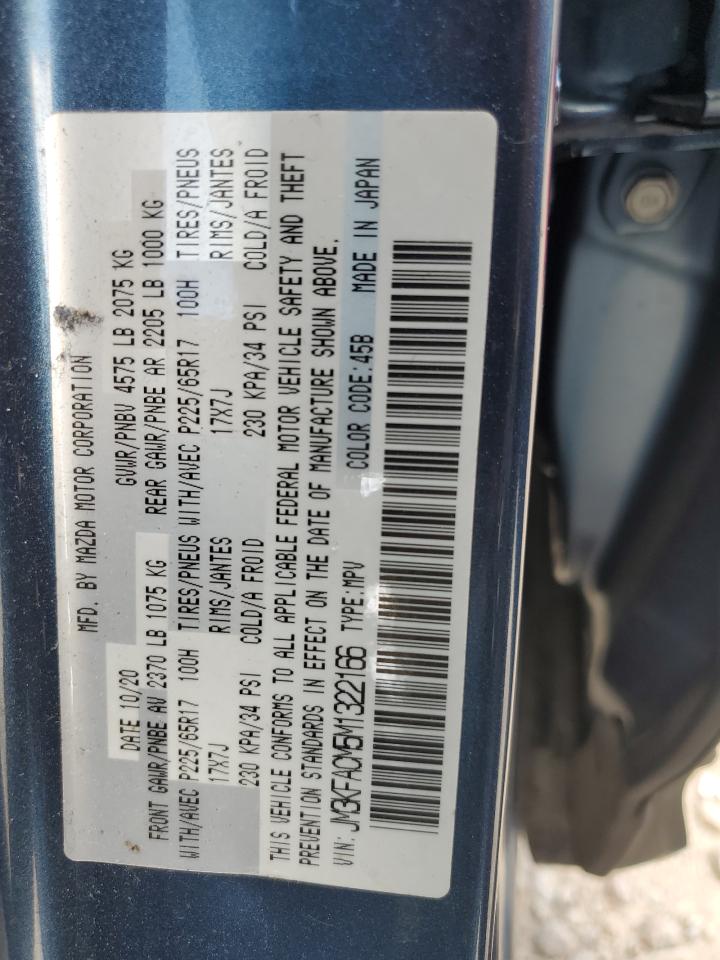 MFD. BY MAZDA MOTOR CORPORATION
DATE 10/20 GVWR/PNBV 4575 LB 2075 KG
FRONT GAWR/PNBE AV 2370 LB 1075 KG REAR GAWR/PNBE AR 2205 LB 1000 KG
WITH/AVEC P225/65R17 100H TIRES/PNEUS WITH/AVEC P225/65R17 100H TIRES/PNEUS
17X7J RIMS/JANTES 17X7J RIMS/JANTES
230 KPA/34 PSI COLD/A FROID 230 KPA/34 PSI COLD/A FROID
THIS VEHICLE CONFORMS TO ALL APPLICABLE FEDERAL MOTOR VEHICLE SAFETY AND THEFT
PREVENTION STANDARDS IN EFFECT ON THE DATE OF MANUFACTURE SHOWN ABOVE.
VIN: JM3KFACM5M1322166 TYPE:MPV COLOR CODE:45B MADE IN JAPAN